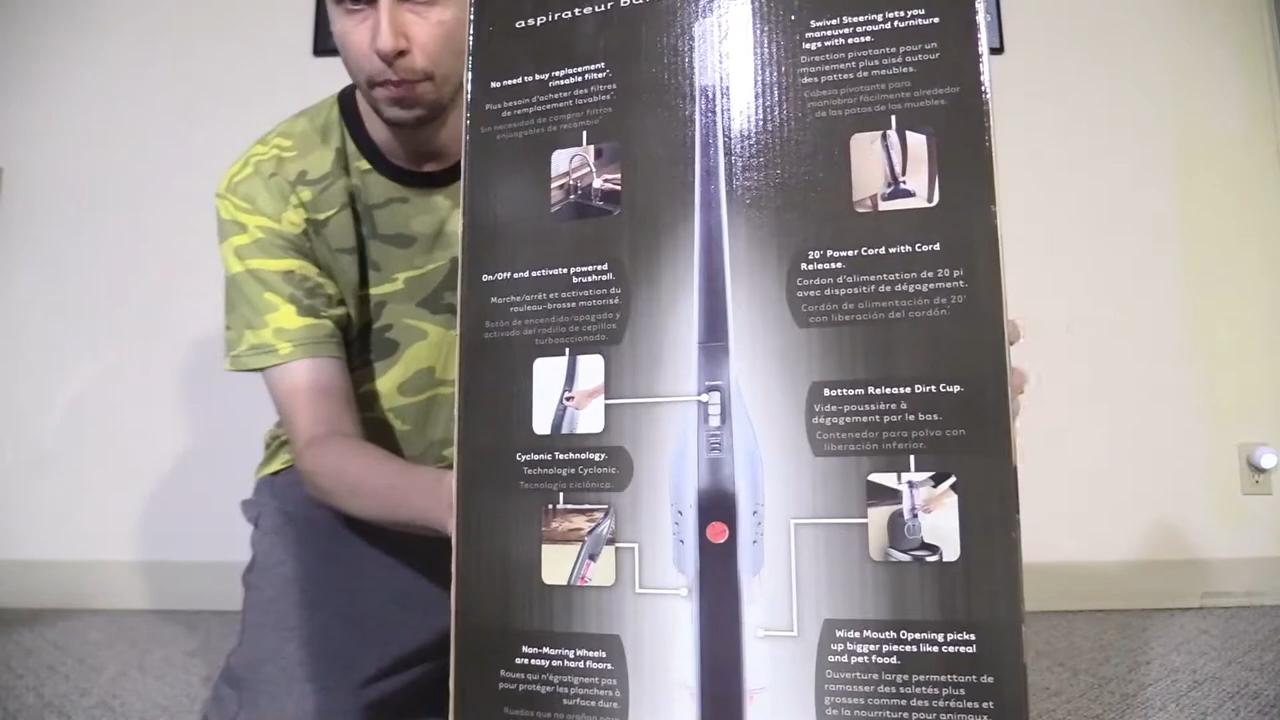 aspirateur
No need to buy replacement
rinsable filter*.
Plus besoin d'acheter des filtres
de remplacement lavables*.
Sin necesidad de comprar filtros
enjuagables de recambio*
On/Off and activate powered
brushroll.
Marche/arrêt et activation du
rouleau-brosse motorisé.
Botón de encendido/apagado y
activado del rodillo de cepillos
turboaccionado.
Cyclonic Technology.
Technologie Cyclonic.
Tecnología ciclónica.
Non-Marring Wheels
are easy on hard floors.
Roues qui n'égratignent pas
pour protéger les planchers à
surface dure.
Ruedas que no arañan
Swivel Steering lets you
maneuver around furniture
legs with ease.
Direction pivotante pour un
maniement plus aisé autour
des pattes de meubles.
Cabeza pivotante para
maniobrar fácilmente alrededor
de las patas de los muebles.
20' Power Cord with Cord
Release.
Cordon d'alimentation de 20 pi
avec dispositif de dégagement.
Cordón de alimentación de 20'
con liberación del cordón.
Bottom Release Dirt Cup.
Vide-poussière à
dégagement par le bas.
Contenedor para polvo con
liberación inferior.
Wide Mouth Opening picks
up bigger pieces like cereal
and pet food.
Ouverture large permettant de
ramasser des saletés plus
grosses comme des céréales et
de la nourriture pour animaux.